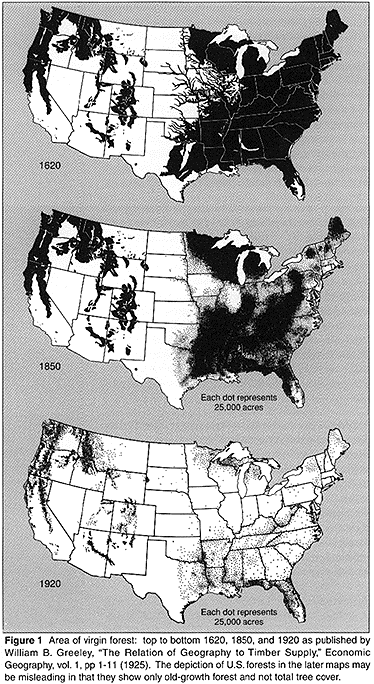 1620
1850
Each dot represents
25,000 acres
1920
Each dot represents
25,000 acres
Figure 1 Area of virgin forest: top to bottom 1620, 1850, and 1920 as published by
William B. Greeley, "The Relation of Geography to Timber Supply," Economic
Geography, vol. 1, pp 1-11 (1925). The depiction of U.S. forests in the later maps may
be misleading in that they show only old-growth forest and not total tree cover.